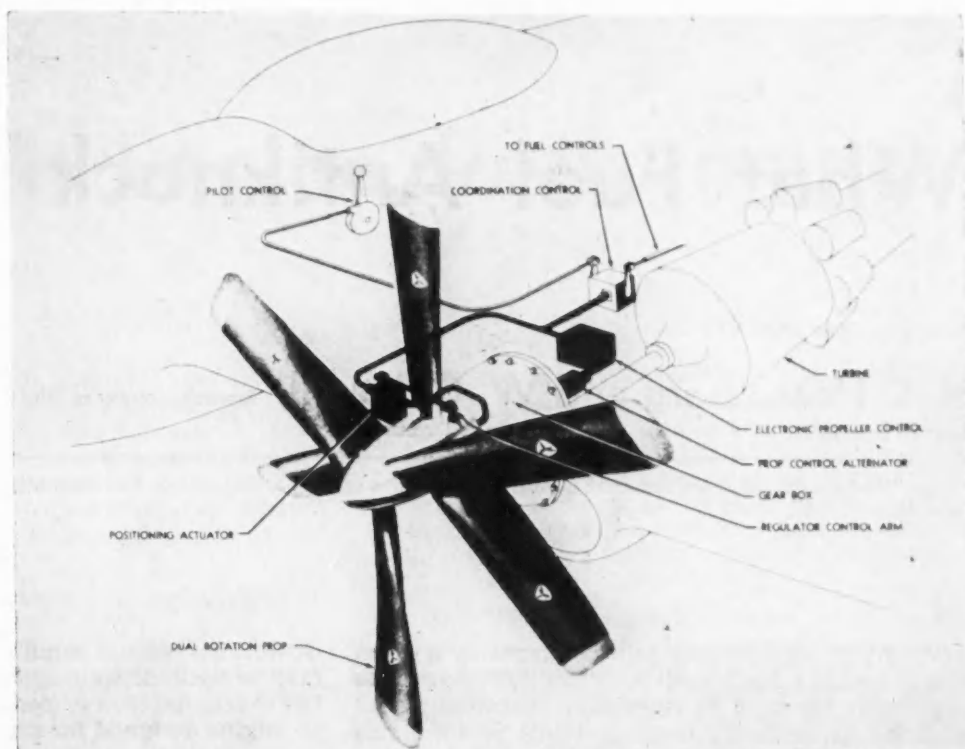 TO FUEL CONTROLS
PILOT CONTROL
COORDINATION CONTROL
TURBINE
ELECTRONIC PROPELLER CONTROL
PROP CONTROL ALTERNATOR
GEAR BOX
REGULATOR CONTROL ARM
POSITIONING ACTUATOR
DUAL ROTATION PROP